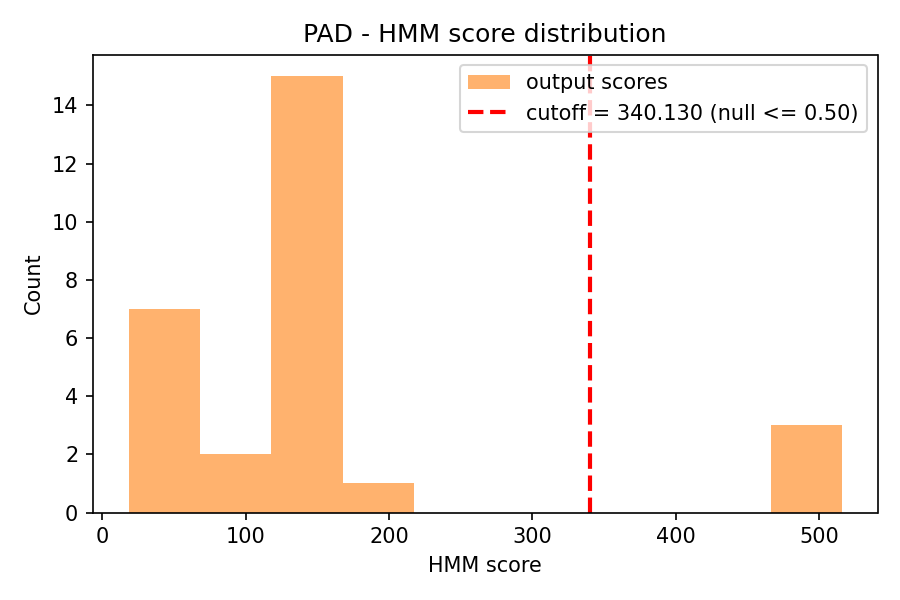 PAD - HMM score distribution
output scores
cutoff = 340.130 (null <= 0.50)
Count
14
12
10
8
6
4
2
0
0 100 200 300 400 500
HMM score